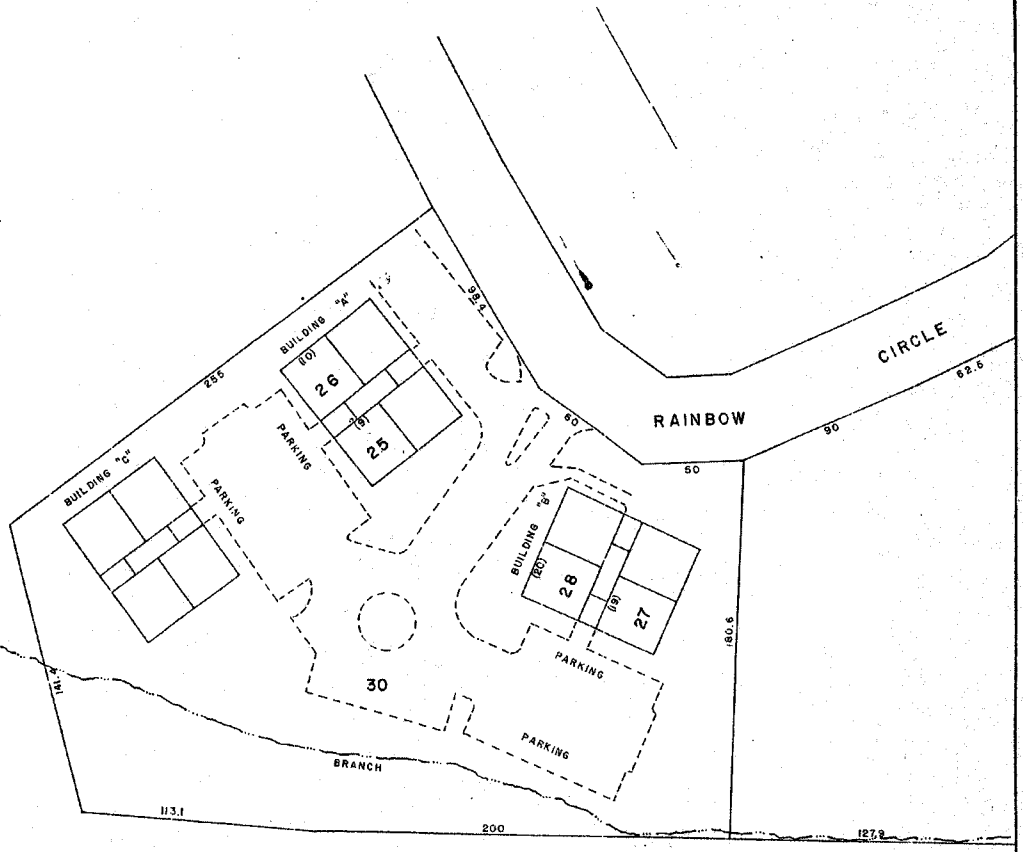 98.4
BUILDING "A"
(10)
26
255
(9)
25
PARKING
60
RAINBOW
CIRCLE
62.5
90
50
BUILDING "C"
PARKING
BUILDING "B"
(20)
28
(19)
27
180.6
PARKING
30
141.4
PARKING
BRANCH
113.1
200
127.9